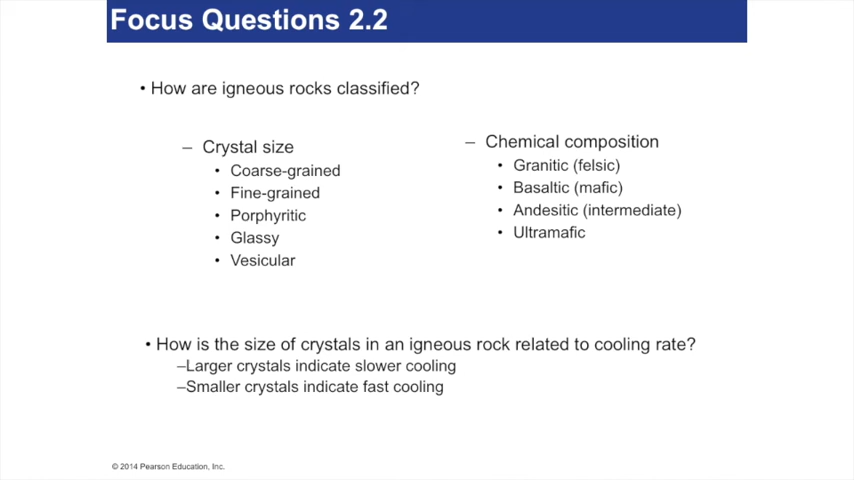 Focus Questions 2.2
• How are igneous rocks classified?
– Crystal size
• Coarse-grained
• Fine-grained
• Porphyritic
• Glassy
• Vesicular
– Chemical composition
• Granitic (felsic)
• Basaltic (mafic)
• Andesitic (intermediate)
• Ultramafic
• How is the size of crystals in an igneous rock related to cooling rate?
–Larger crystals indicate slower cooling
–Smaller crystals indicate fast cooling
© 2014 Pearson Education, Inc.